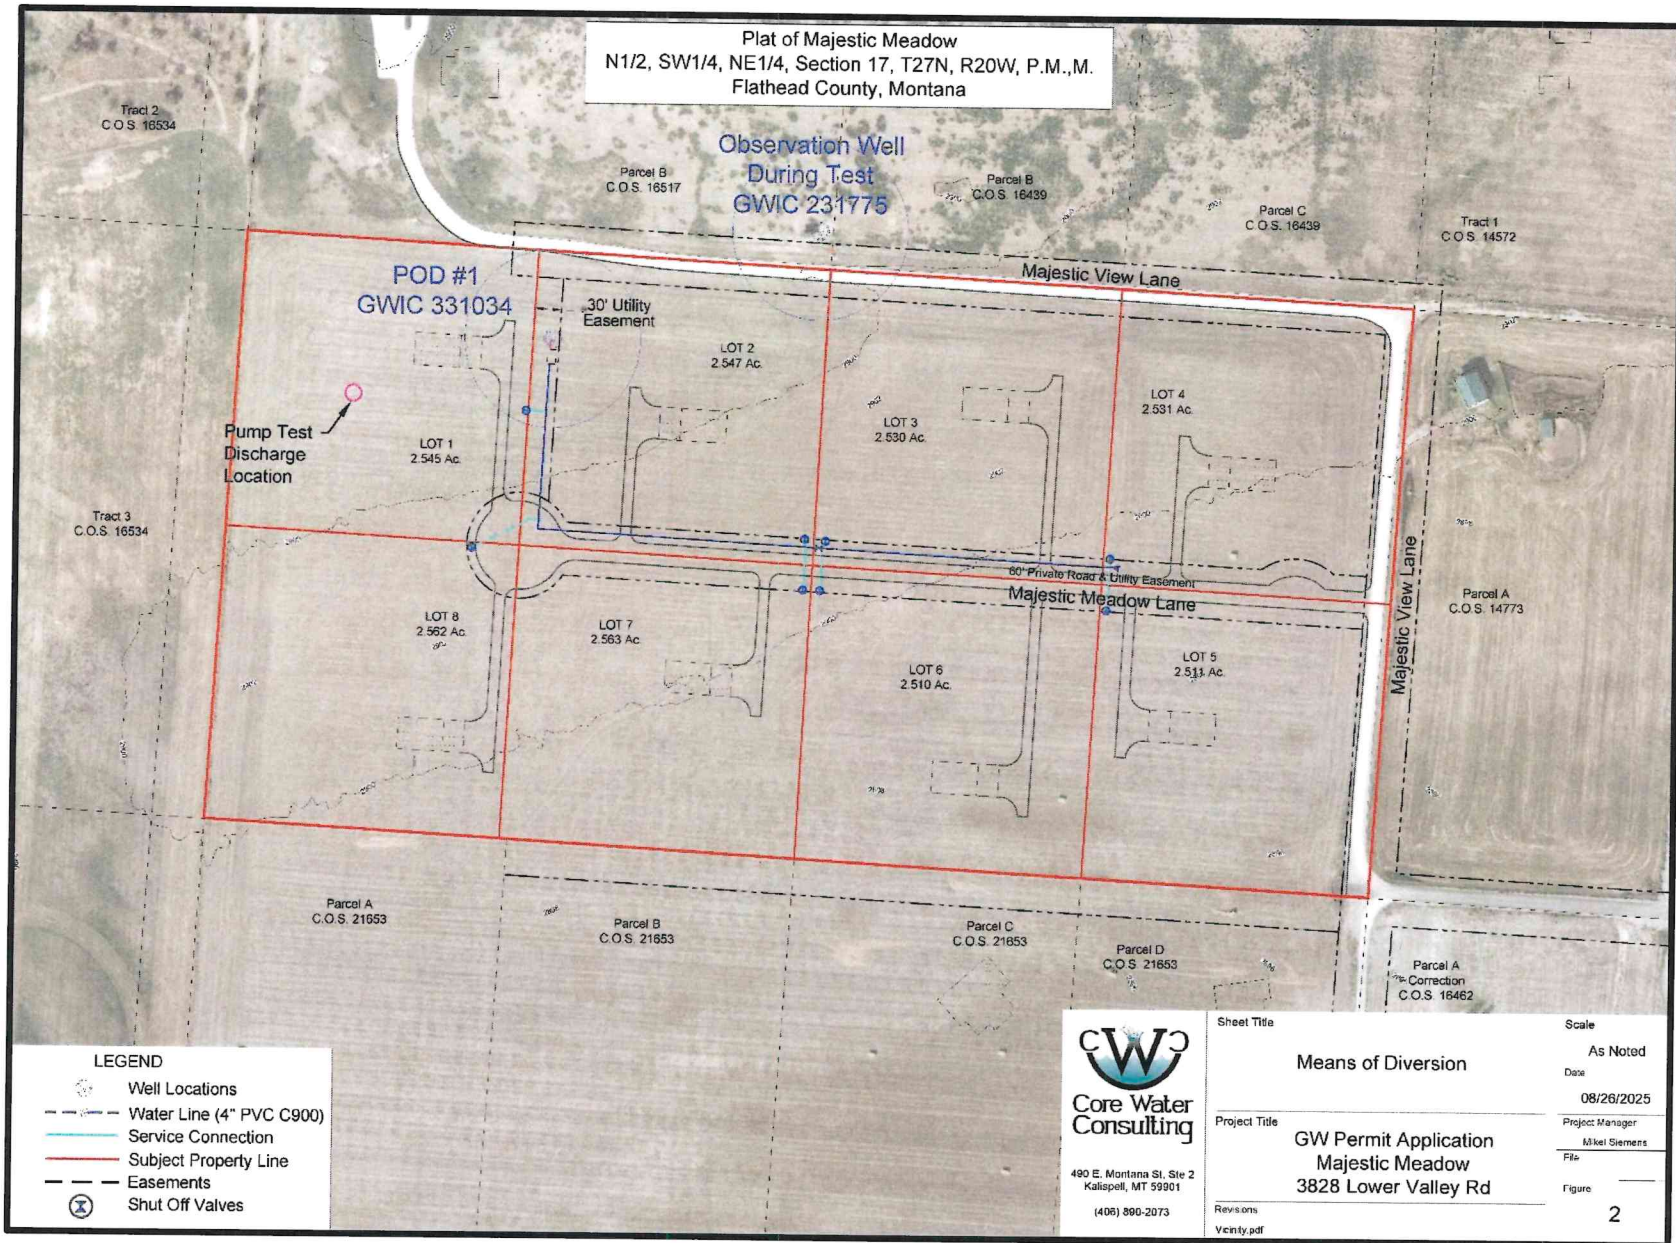 Plat of Majestic Meadow
N1/2, SW1/4, NE1/4, Section 17, T27N, R20W, P.M.,M.
Flathead County, Montana
Tract 2
C.O.S. 16534
Observation Well
During Test
GWIC 231775
Parcel B
C.O.S. 16517
Parcel B
C.O.S. 16439
Parcel C
C.O.S. 16439
Tract 1
C.O.S. 14572
Majestic View Lane
POD #1
GWIC 331034
30' Utility
Easement
LOT 2
2.547 Ac.
LOT 3
2.530 Ac.
LOT 4
2.531 Ac.
Pump Test
Discharge
Location
LOT 1
2.545 Ac.
Tract 3
C.O.S. 16534
60' Private Road & Utility Easement
Majestic Meadow Lane
Majestic View Lane
Parcel A
C.O.S. 14773
LOT 8
2.562 Ac.
LOT 7
2.563 Ac.
LOT 6
2.510 Ac.
LOT 5
2.511 Ac.
Parcel A
C.O.S. 21653
Parcel B
C.O.S. 21653
Parcel C
C.O.S. 21653
Parcel D
C.O.S. 21653
Parcel A
Correction
C.O.S. 16462
LEGEND
Well Locations
Water Line (4" PVC C900)
Service Connection
Subject Property Line
Easements
Shut Off Valves
CWC
Core Water
Consulting
490 E. Montana St, Ste 2
Kalispell, MT 59901
(406) 890-2073
Sheet Title
Means of Diversion
Project Title
GW Permit Application
Majestic Meadow
3828 Lower Valley Rd
Revisions
Vicinity.pdf
Scale
As Noted
Date
08/26/2025
Project Manager
Mikel Siemens
File
Figure
2